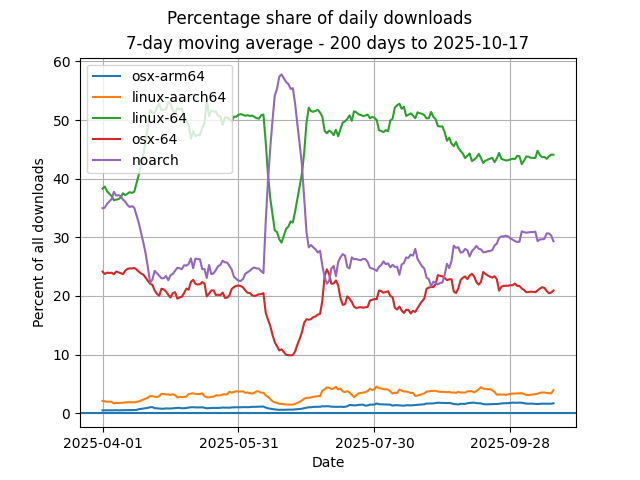 Percentage share of daily downloads
7-day moving average - 200 days to 2025-10-17
osx-arm64
linux-aarch64
linux-64
osx-64
noarch
60
50
40
30
20
10
0
Percent of all downloads
2025-04-01
2025-05-31
2025-07-30
2025-09-28
Date